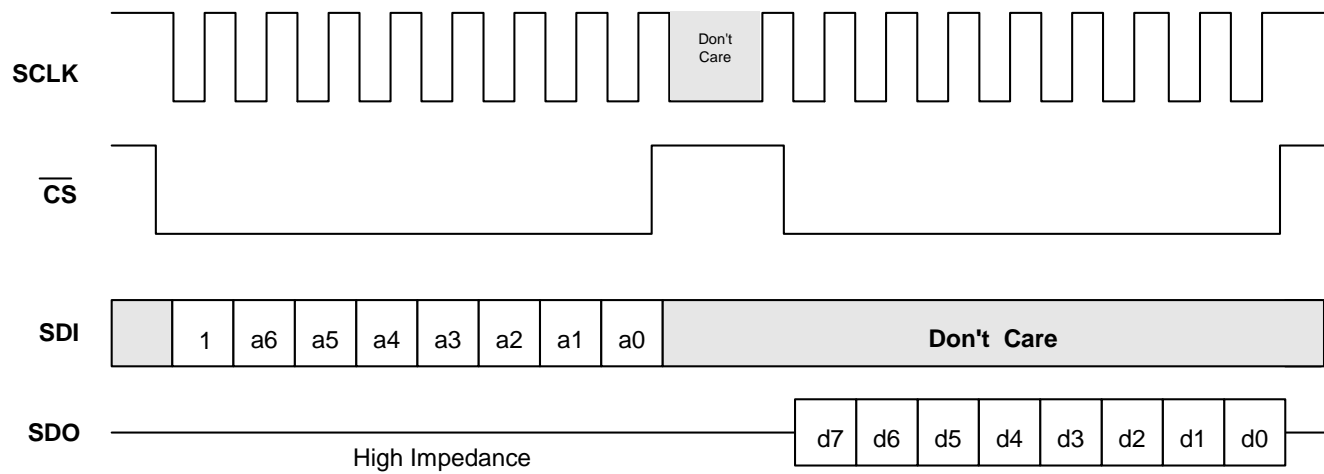 Don't
Care
SCLK
CS
SDI
1 a6 a5 a4 a3 a2 a1 a0 Don't Care
SDO
d7 d6 d5 d4 d3 d2 d1 d0
High Impedance